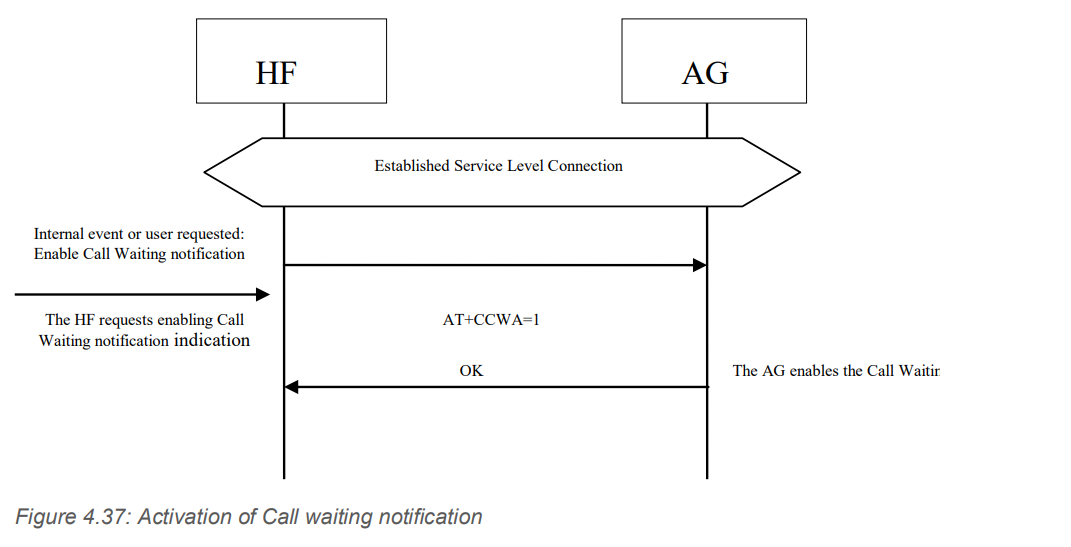 HF
AG
Established Service Level Connection
Internal event or user requested:
Enable Call Waiting notification
The HF requests enabling Call
Waiting notification indication
AT+CCWA=1
OK
The AG enables the Call
Figure 4.37: Activation of Call waiting notification